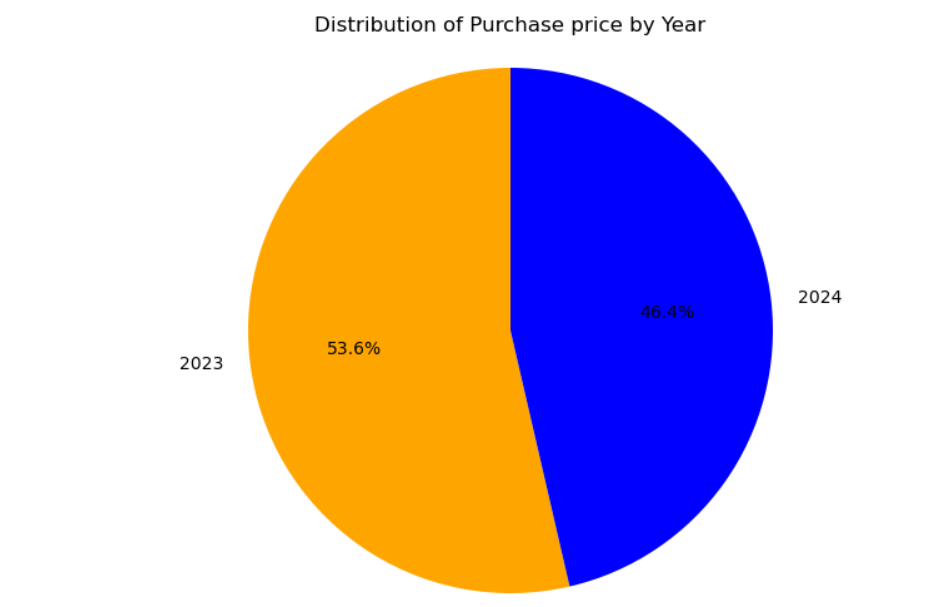 Distribution of Purchase price by Year
2024
46.4%
53.6%
2023